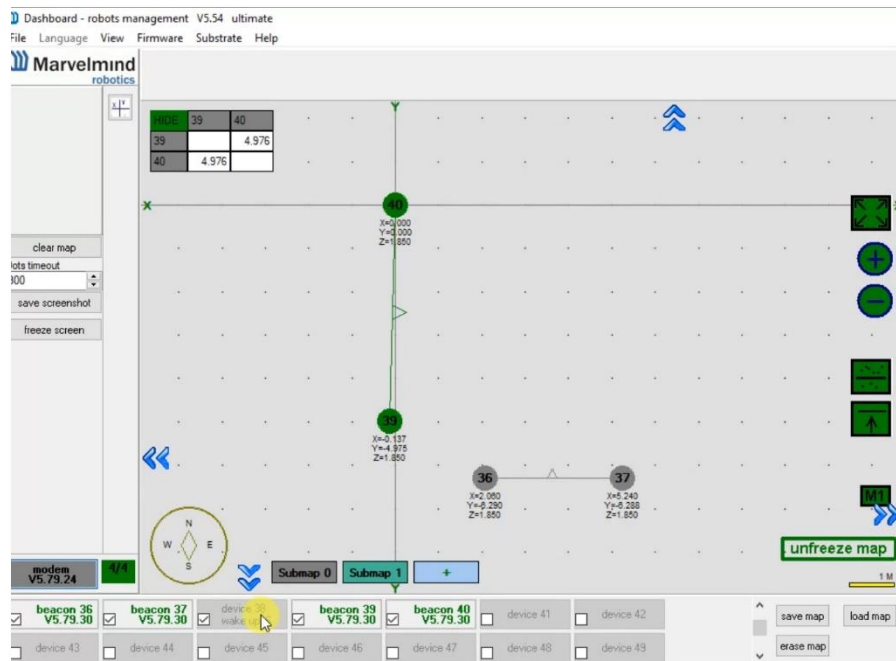 Dashboard - robots management V5.54 ultimate
File Language View Firmware Substrate Help
Marvelmind
robotics
HIDE 39 40
39 4.976
40 4.976
Y
X
40
X=0.000
Y=0.000
Z=1.850
clear map
save screenshot
freeze screen
39
X=-0.137
Y=-4.975
Z=1.850
36
X=2.060
Y=-6.290
Z=1.850
37
X=5.240
Y=-6.288
Z=1.850
M1
N
W E
S
unfreeze map
modem
V5.79.24
4/4
Submap 0 Submap 1 +
Y
1 M
beacon 36
V5.79.30
beacon 37
V5.79.30
device 38
wake up
beacon 39
V5.79.30
beacon 40
V5.79.30
device 41
device 42
save map load map
device 43 device 44 device 45 device 46 device 47 device 48 device 49
erase map